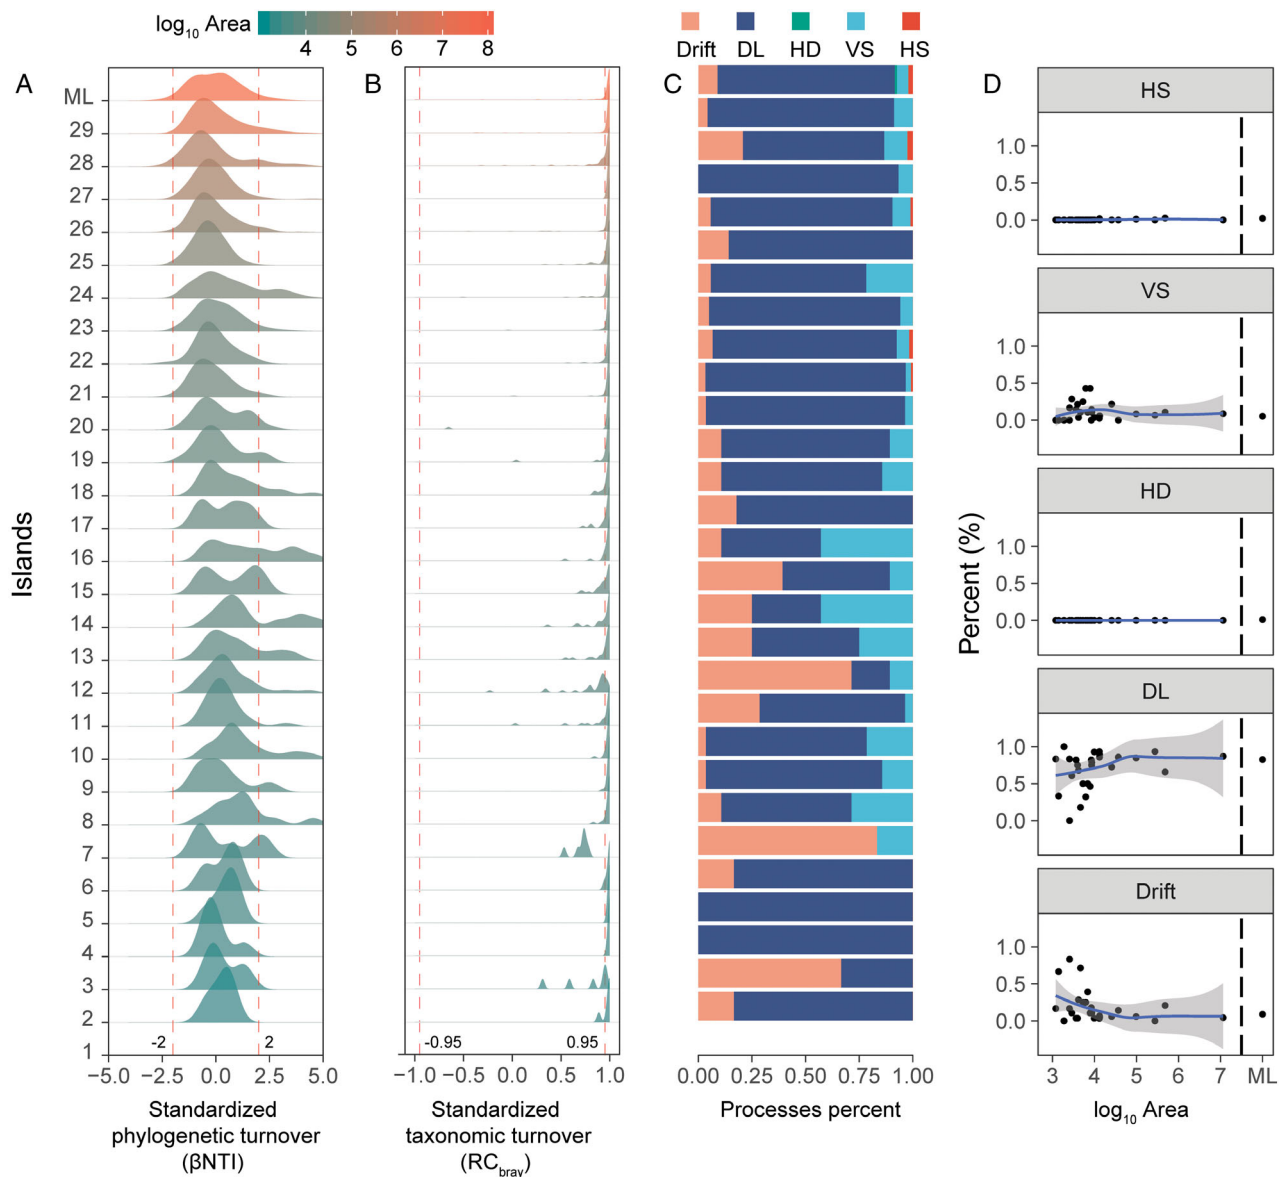 log₁₀ Area
4 5 6 7 8
Drift DL HD VS HS
A
Islands
ML
29
28
27
26
25
24
23
22
21
20
19
18
17
16
15
14
13
12
11
10
9
8
7
6
5
4
3
2
1
-2 2
−5.0 −2.5 0.0 2.5 5.0
Standardized
phylogenetic turnover
(βNTI)
B
-0.95 0.95
−1.0 −0.5 0.0 0.5 1.0
Standardized
taxonomic turnover
(RC_bray)
C
0.00 0.25 0.50 0.75 1.00
Processes percent
D
Percent (%)
HS
1.0
0.5
0.0
VS
1.0
0.5
0.0
HD
1.0
0.5
0.0
DL
1.0
0.5
0.0
Drift
1.0
0.5
0.0
3 4 5 6 7 ML
log₁₀ Area